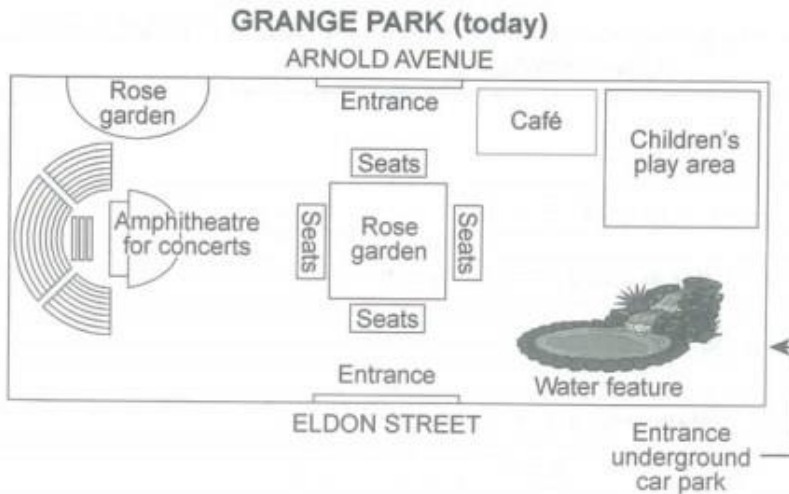 GRANGE PARK (today)
ARNOLD AVENUE
Rose
garden
Entrance
Café
Children's
play area
Seats
Amphitheatre
for concerts
Seats
Rose
garden
Seats
Seats
Entrance
Water feature
ELDON STREET
Entrance
underground
car park